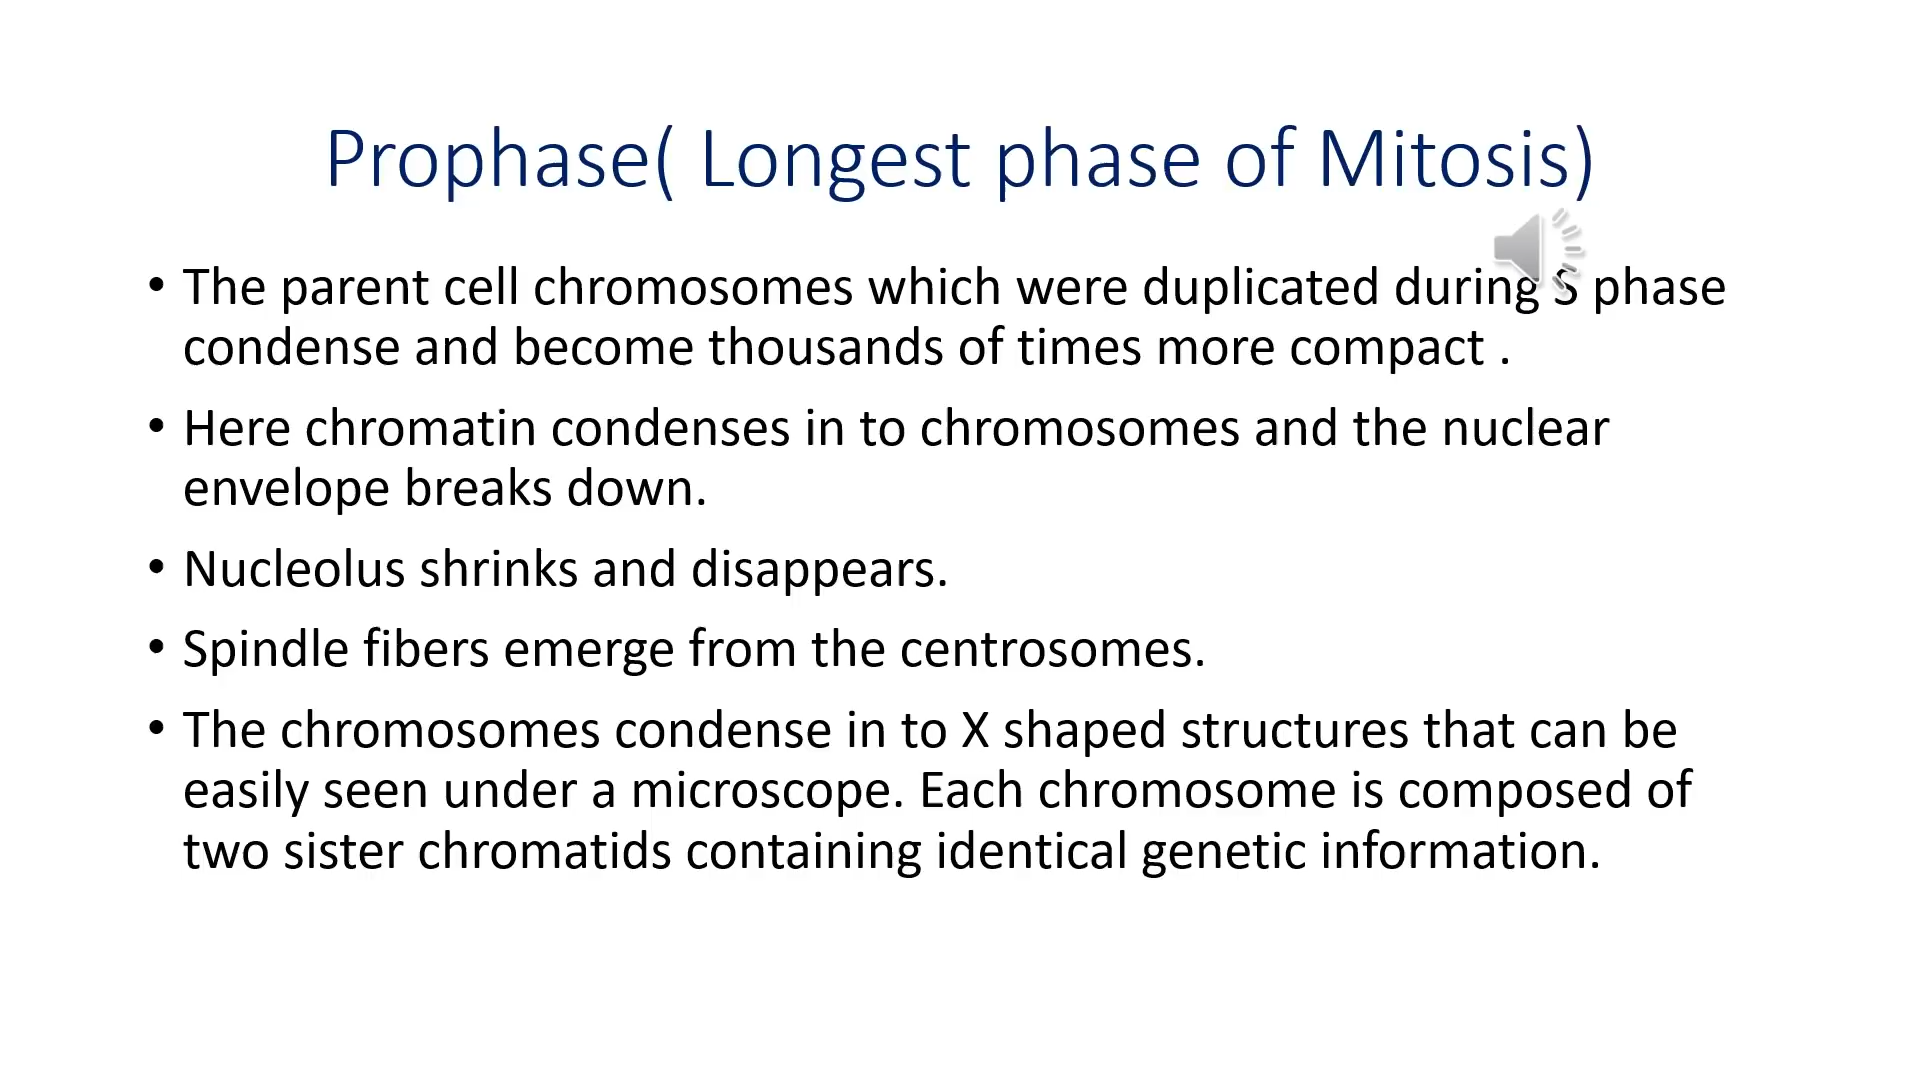 Prophase( Longest phase of Mitosis)
• The parent cell chromosomes which were duplicated during S phase
condense and become thousands of times more compact .
• Here chromatin condenses in to chromosomes and the nuclear
envelope breaks down.
• Nucleolus shrinks and disappears.
• Spindle fibers emerge from the centrosomes.
• The chromosomes condense in to X shaped structures that can be
easily seen under a microscope. Each chromosome is composed of
two sister chromatids containing identical genetic information.